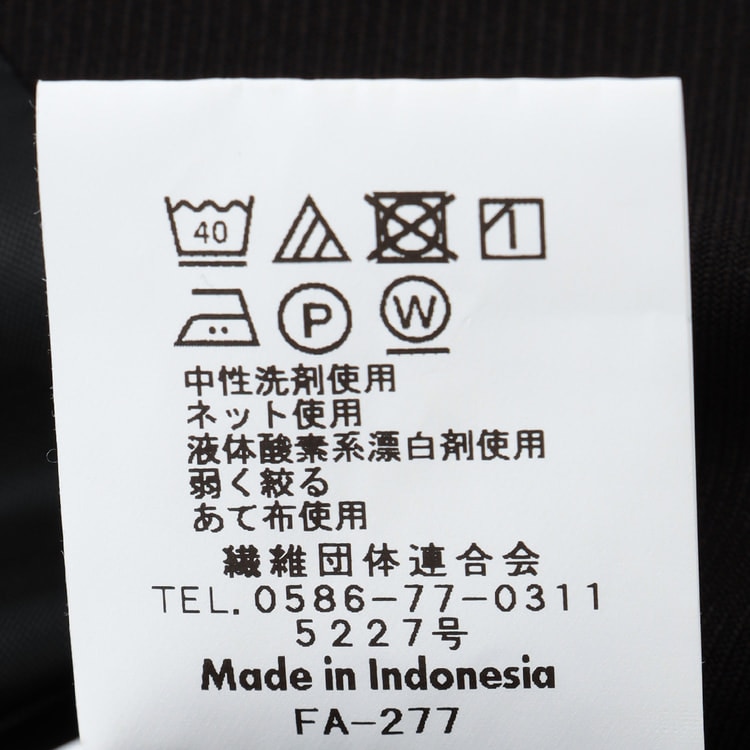 40
P W
中性洗剤使用
ネット使用
液体酸素系漂白剤使用
弱く絞る
あて布使用
繊維団体連合会
TEL.0586-77-0311
5227号
Made in Indonesia
FA-277